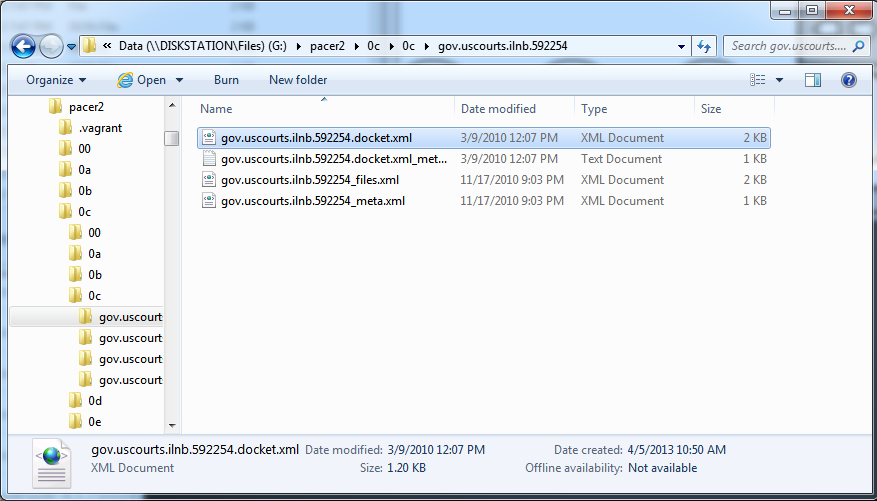 « Data (\\DISKSTATION\Files) (G:) pacer2 0c 0c gov.uscourts.ilnb.592254 Search gov.uscourts....
Organize Open Burn New folder
pacer2
.vagrant
00
0a
0b
0c
00
0a
0b
0c
gov.uscourt
gov.uscourt
gov.uscourt
gov.uscourt
0d
0e
Name Date modified Type Size
gov.uscourts.ilnb.592254.docket.xml 3/9/2010 12:07 PM XML Document 2 KB
gov.uscourts.ilnb.592254.docket.xml_met... 3/9/2010 12:07 PM Text Document 1 KB
gov.uscourts.ilnb.592254_files.xml 11/17/2010 9:03 PM XML Document 2 KB
gov.uscourts.ilnb.592254_meta.xml 11/17/2010 9:03 PM XML Document 1 KB
gov.uscourts.ilnb.592254.docket.xml Date modified: 3/9/2010 12:07 PM Date created: 4/5/2013 10:50 AM
XML Document Size: 1.20 KB Offline availability: Not available